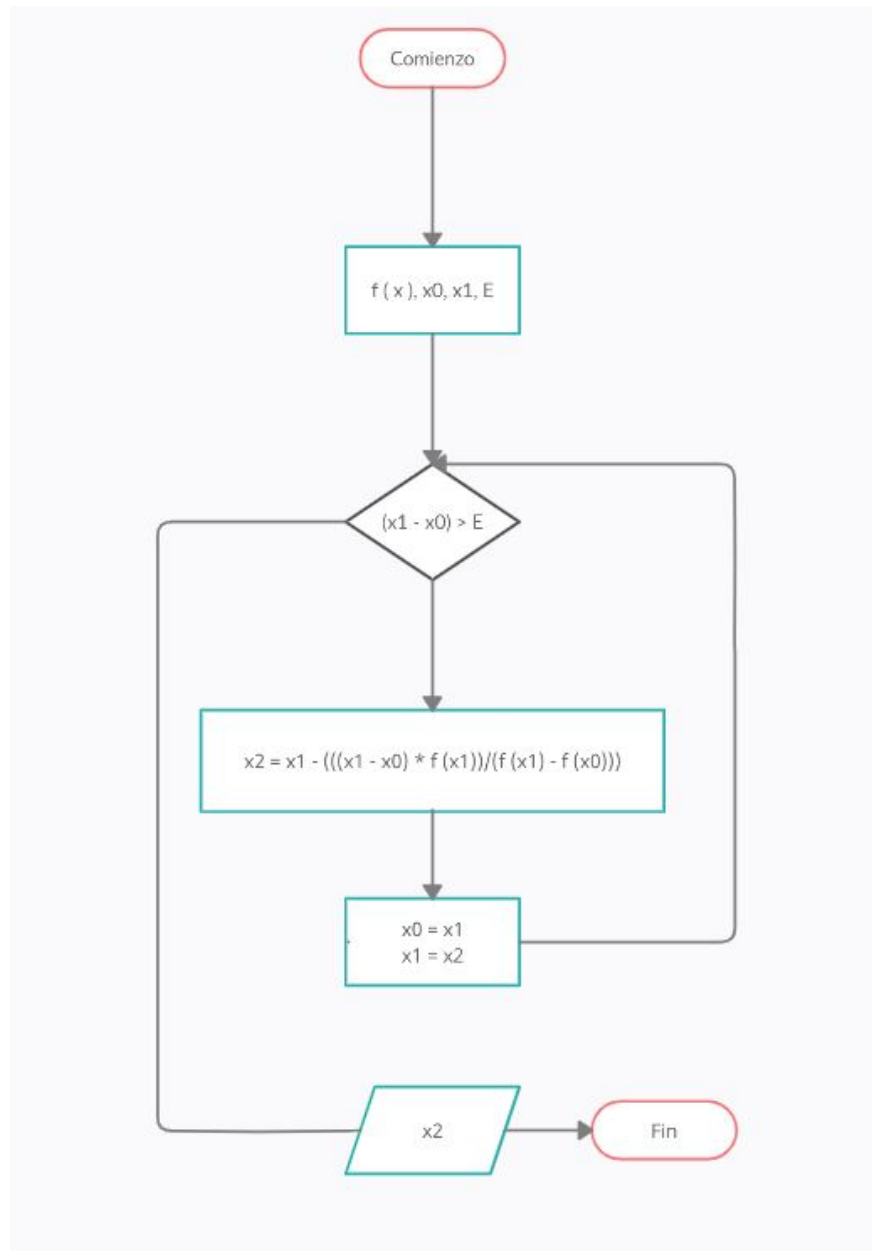 Comienzo
f ( x ), x0, x1, E
(x1 - x0) > E
x2 = x1 - (((x1 - x0) * f (x1))/(f (x1) - f (x0)))
x0 = x1
x1 = x2
x2
Fin